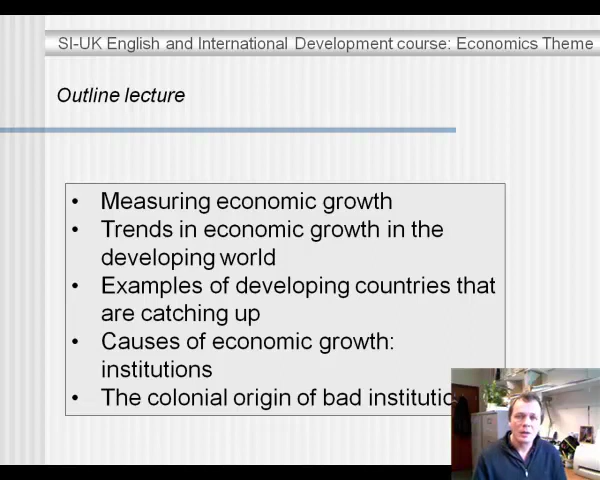 SI-UK English and International Development course: Economics Theme
Outline lecture
• Measuring economic growth
• Trends in economic growth in the
developing world
• Examples of developing countries that
are catching up
• Causes of economic growth:
institutions
• The colonial origin of bad